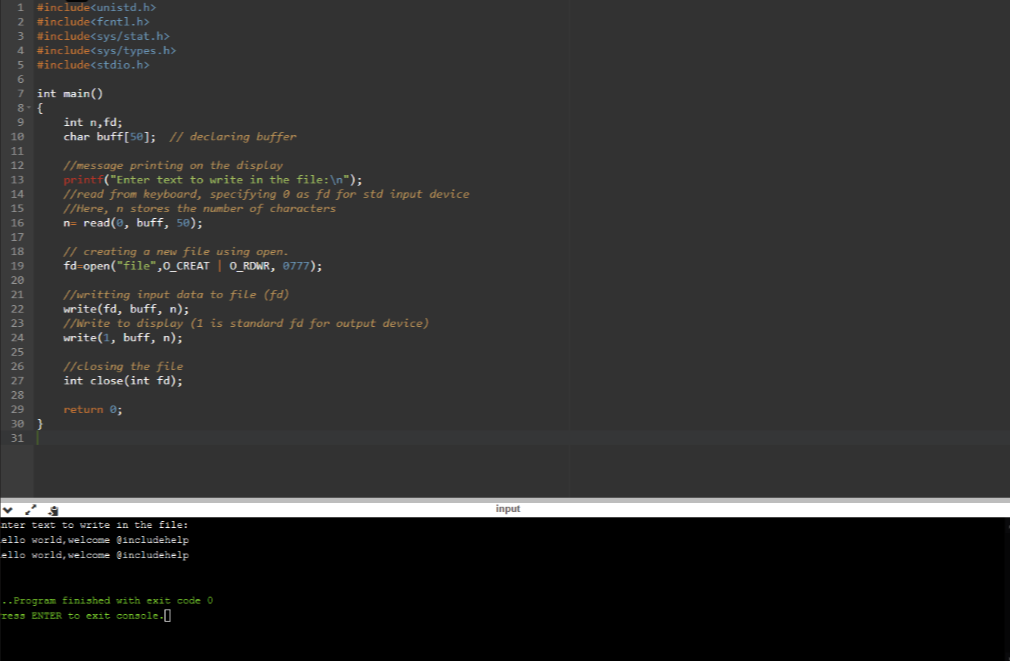 1 #include<unistd.h>
2 #include<fcntl.h>
3 #include<sys/stat.h>
4 #include<sys/types.h>
5 #include<stdio.h>
6
7 int main()
8 {
9 int n,fd;
10 char buff[50]; // declaring buffer
11
12 //message printing on the display
13 printf("Enter text to write in the file:\n");
14 //read from keyboard, specifying 0 as fd for std input device
15 //Here, n stores the number of characters
16 n= read(0, buff, 50);
17
18 // creating a new file using open.
19 fd=open("file",O_CREAT | O_RDWR, 0777);
20
21 //writting input data to file (fd)
22 write(fd, buff, n);
23 //Write to display (1 is standard fd for output device)
24 write(1, buff, n);
25
26 //closing the file
27 int close(int fd);
28
29 return 0;
30 }
31
input
nter text to write in the file:
ello world,welcome @includehelp
ello world,welcome @includehelp
..Program finished with exit code 0
ress ENTER to exit console.